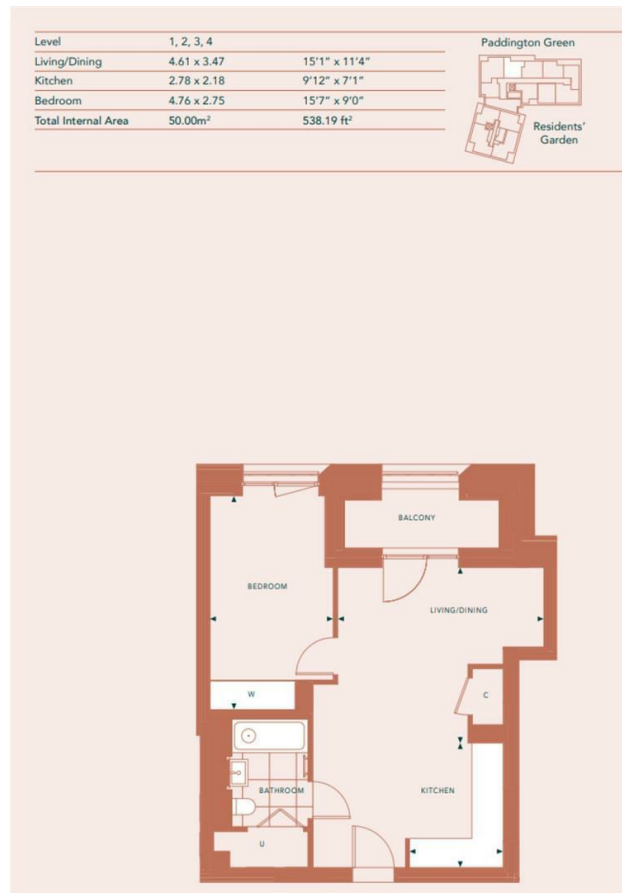 Level 1, 2, 3, 4
Living/Dining 4.61 x 3.47 15'1" x 11'4"
Kitchen 2.78 x 2.18 9'12" x 7'1"
Bedroom 4.76 x 2.75 15'7" x 9'0"
Total Internal Area 50.00m² 538.19 ft²
Paddington Green
Residents'
Garden
BALCONY
BEDROOM
LIVING/DINING
W
C
BATHROOM
KITCHEN
U